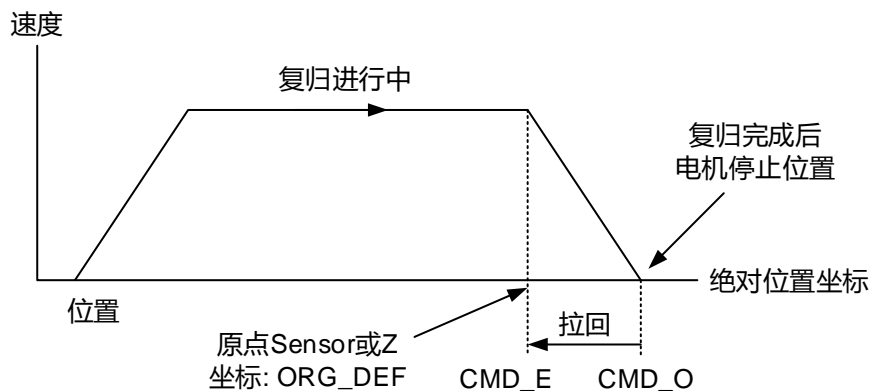 速度
复归进行中
复归完成后
电机停止位置
绝对位置坐标
位置
拉回
原点Sensor或Z
坐标: ORG_DEF
CMD_E
CMD_O